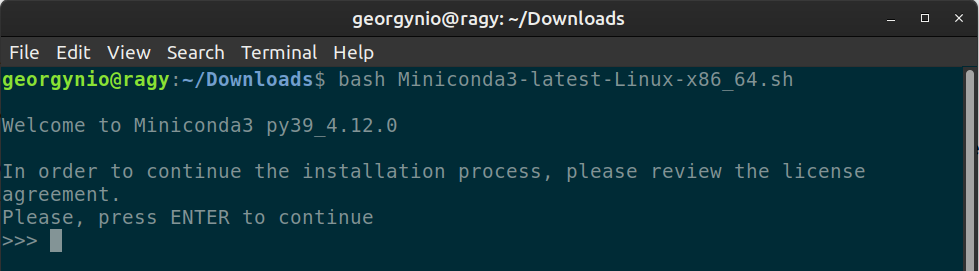 georgynio@ragy: ~/Downloads
File Edit View Search Terminal Help
georgynio@ragy:~/Downloads$ bash Miniconda3-latest-Linux-x86_64.sh
Welcome to Miniconda3 py39_4.12.0
In order to continue the installation process, please review the license
agreement.
Please, press ENTER to continue
>>>